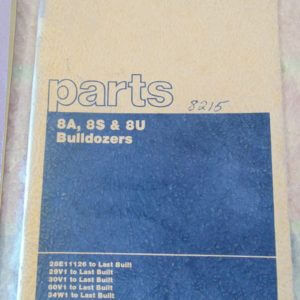 parts
8215
8A, 8S & 8U
Bulldozers
28E11126 to Last Built
29V1 to Last Built
30V1 to Last Built
60V1 to Last Built
34W1 to Last Built